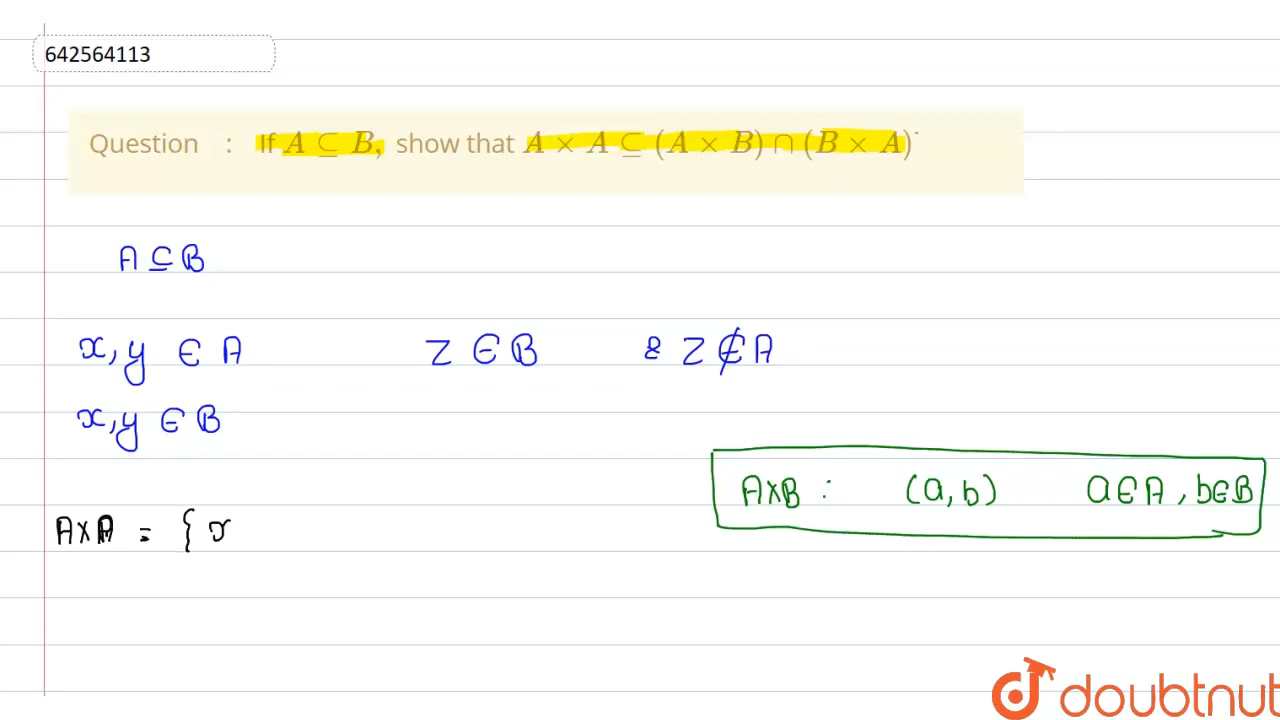 642564113
Question : If A ⊆ B, show that A × A ⊆ (A × B) ∩ (B × A).
A ⊆ B
x, y ∈ A z ∈ B & z ∉ A
x, y ∈ B
A×B : (a, b) a∈A, b∈B
A×A = { x
doubtnut